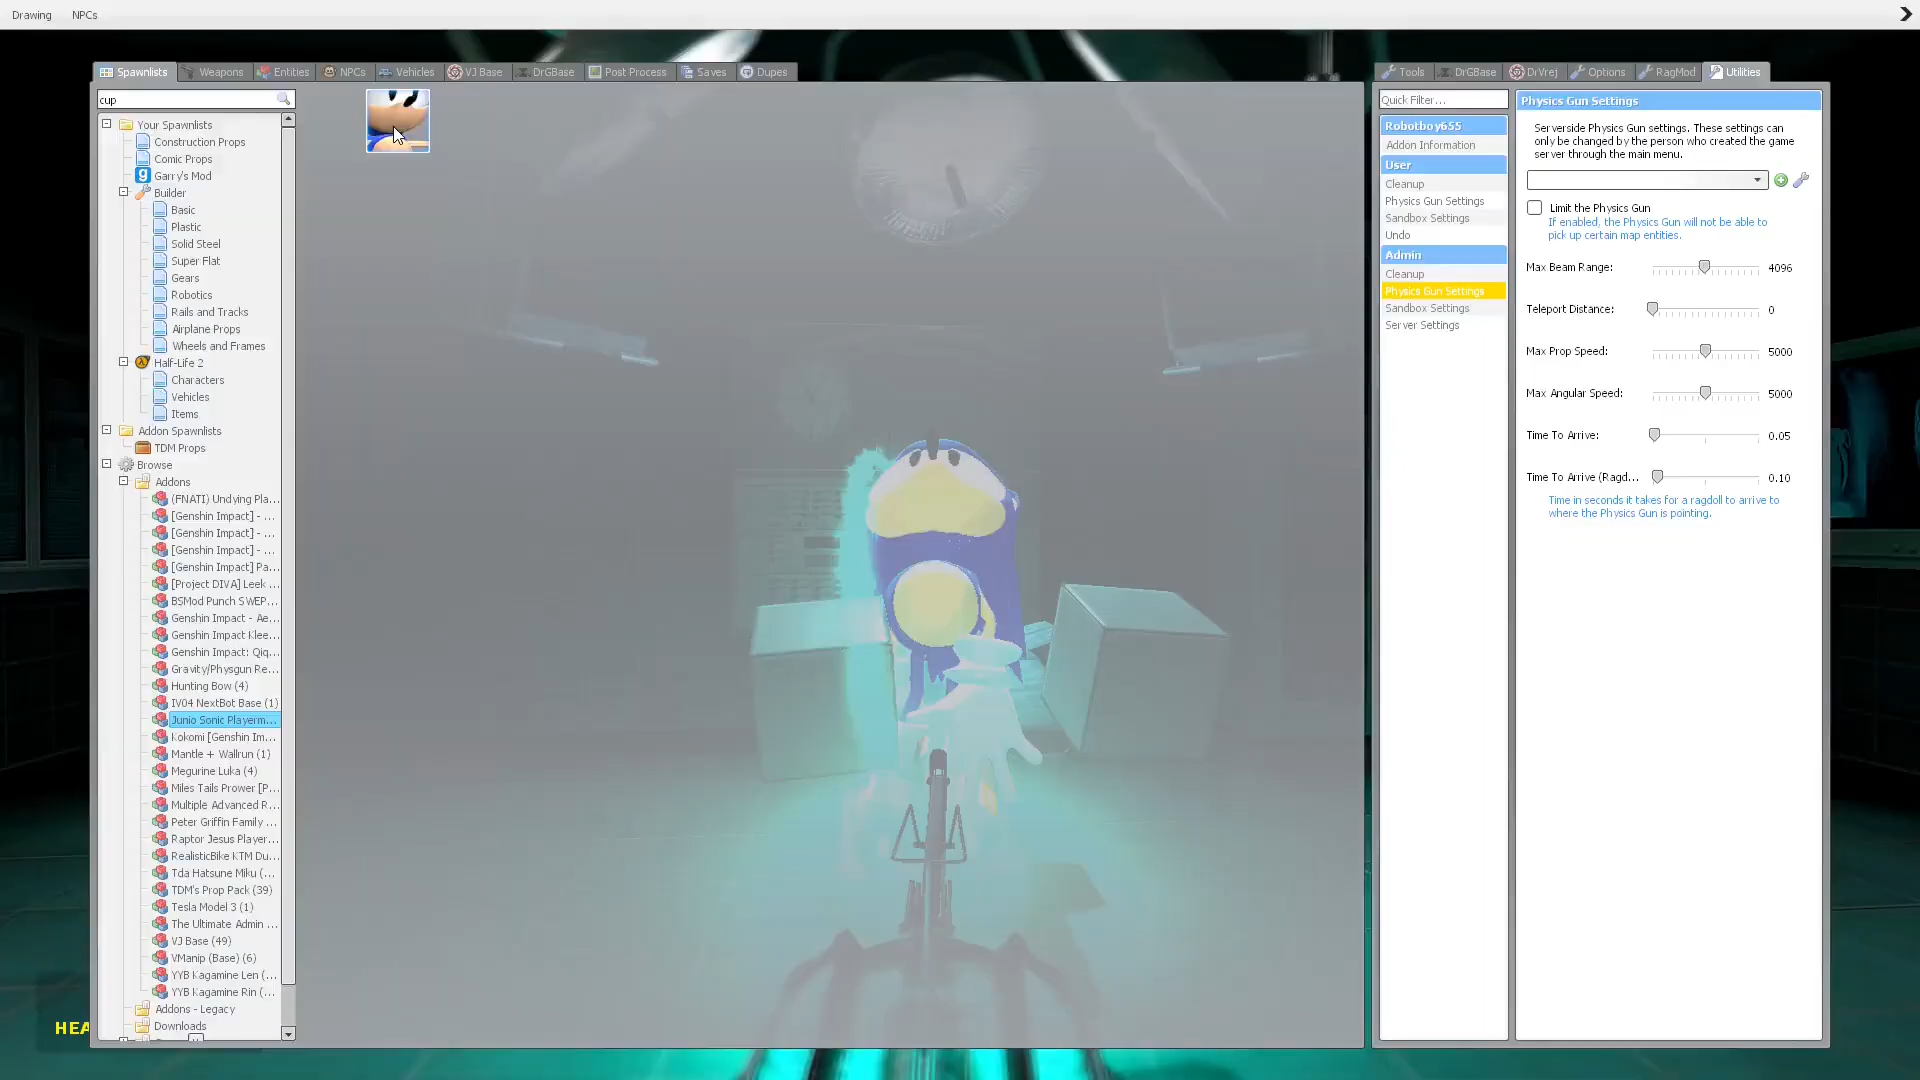 Drawing NPCs
Spawnlists Weapons Entities NPCs Vehicles VJ Base DrGBase Post Process Saves Dupes
cup
Your Spawnlists
Construction Props
Comic Props
Garry's Mod
Builder
Basic
Plastic
Solid Steel
Super Flat
Gears
Robotics
Rails and Tracks
Airplane Props
Wheels and Frames
Half-Life 2
Characters
Vehicles
Items
Addon Spawnlists
TDM Props
Browse
Addons
(FNATI) Undying Pla...
[Genshin Impact] - ...
[Genshin Impact] - ...
[Genshin Impact] - ...
[Genshin Impact] Pa...
[Project DIVA] Leek ...
BSMod Punch SWEP...
Genshin Impact - Ae...
Genshin Impact Klee...
Genshin Impact: Qiq...
Gravity/Physgun Re...
Hunting Bow (4)
IV04 NextBot Base (1)
Junio Sonic Playerm...
Kokomi [Genshin Im...
Mantle + Wallrun (1)
Megurine Luka (4)
Miles Tails Prower [P...
Multiple Advanced R...
Peter Griffin Family ...
Raptor Jesus Player...
RealisticBike KTM Du...
Tda Hatsune Miku (...
TDM's Prop Pack (39)
Tesla Model 3 (1)
The Ultimate Admin ...
VJ Base (49)
VManip (Base) (6)
YYB Kagamine Len (...
YYB Kagamine Rin (...
Addons - Legacy
Downloads
HEA
Tools DrGBase DrVrej Options RagMod Utilities
Quick Filter...
Robotboy655
Addon Information
User
Cleanup
Physics Gun Settings
Sandbox Settings
Undo
Admin
Cleanup
Physics Gun Settings
Sandbox Settings
Server Settings
Physics Gun Settings
Serverside Physics Gun settings. These settings can
only be changed by the person who created the game
server through the main menu.
Limit the Physics Gun
If enabled, the Physics Gun will not be able to
pick up certain map entities.
Max Beam Range: 4096
Teleport Distance: 0
Max Prop Speed: 5000
Max Angular Speed: 5000
Time To Arrive: 0.05
Time To Arrive (Ragd... 0.10
Time in seconds it takes for a ragdoll to arrive to
where the Physics Gun is pointing.